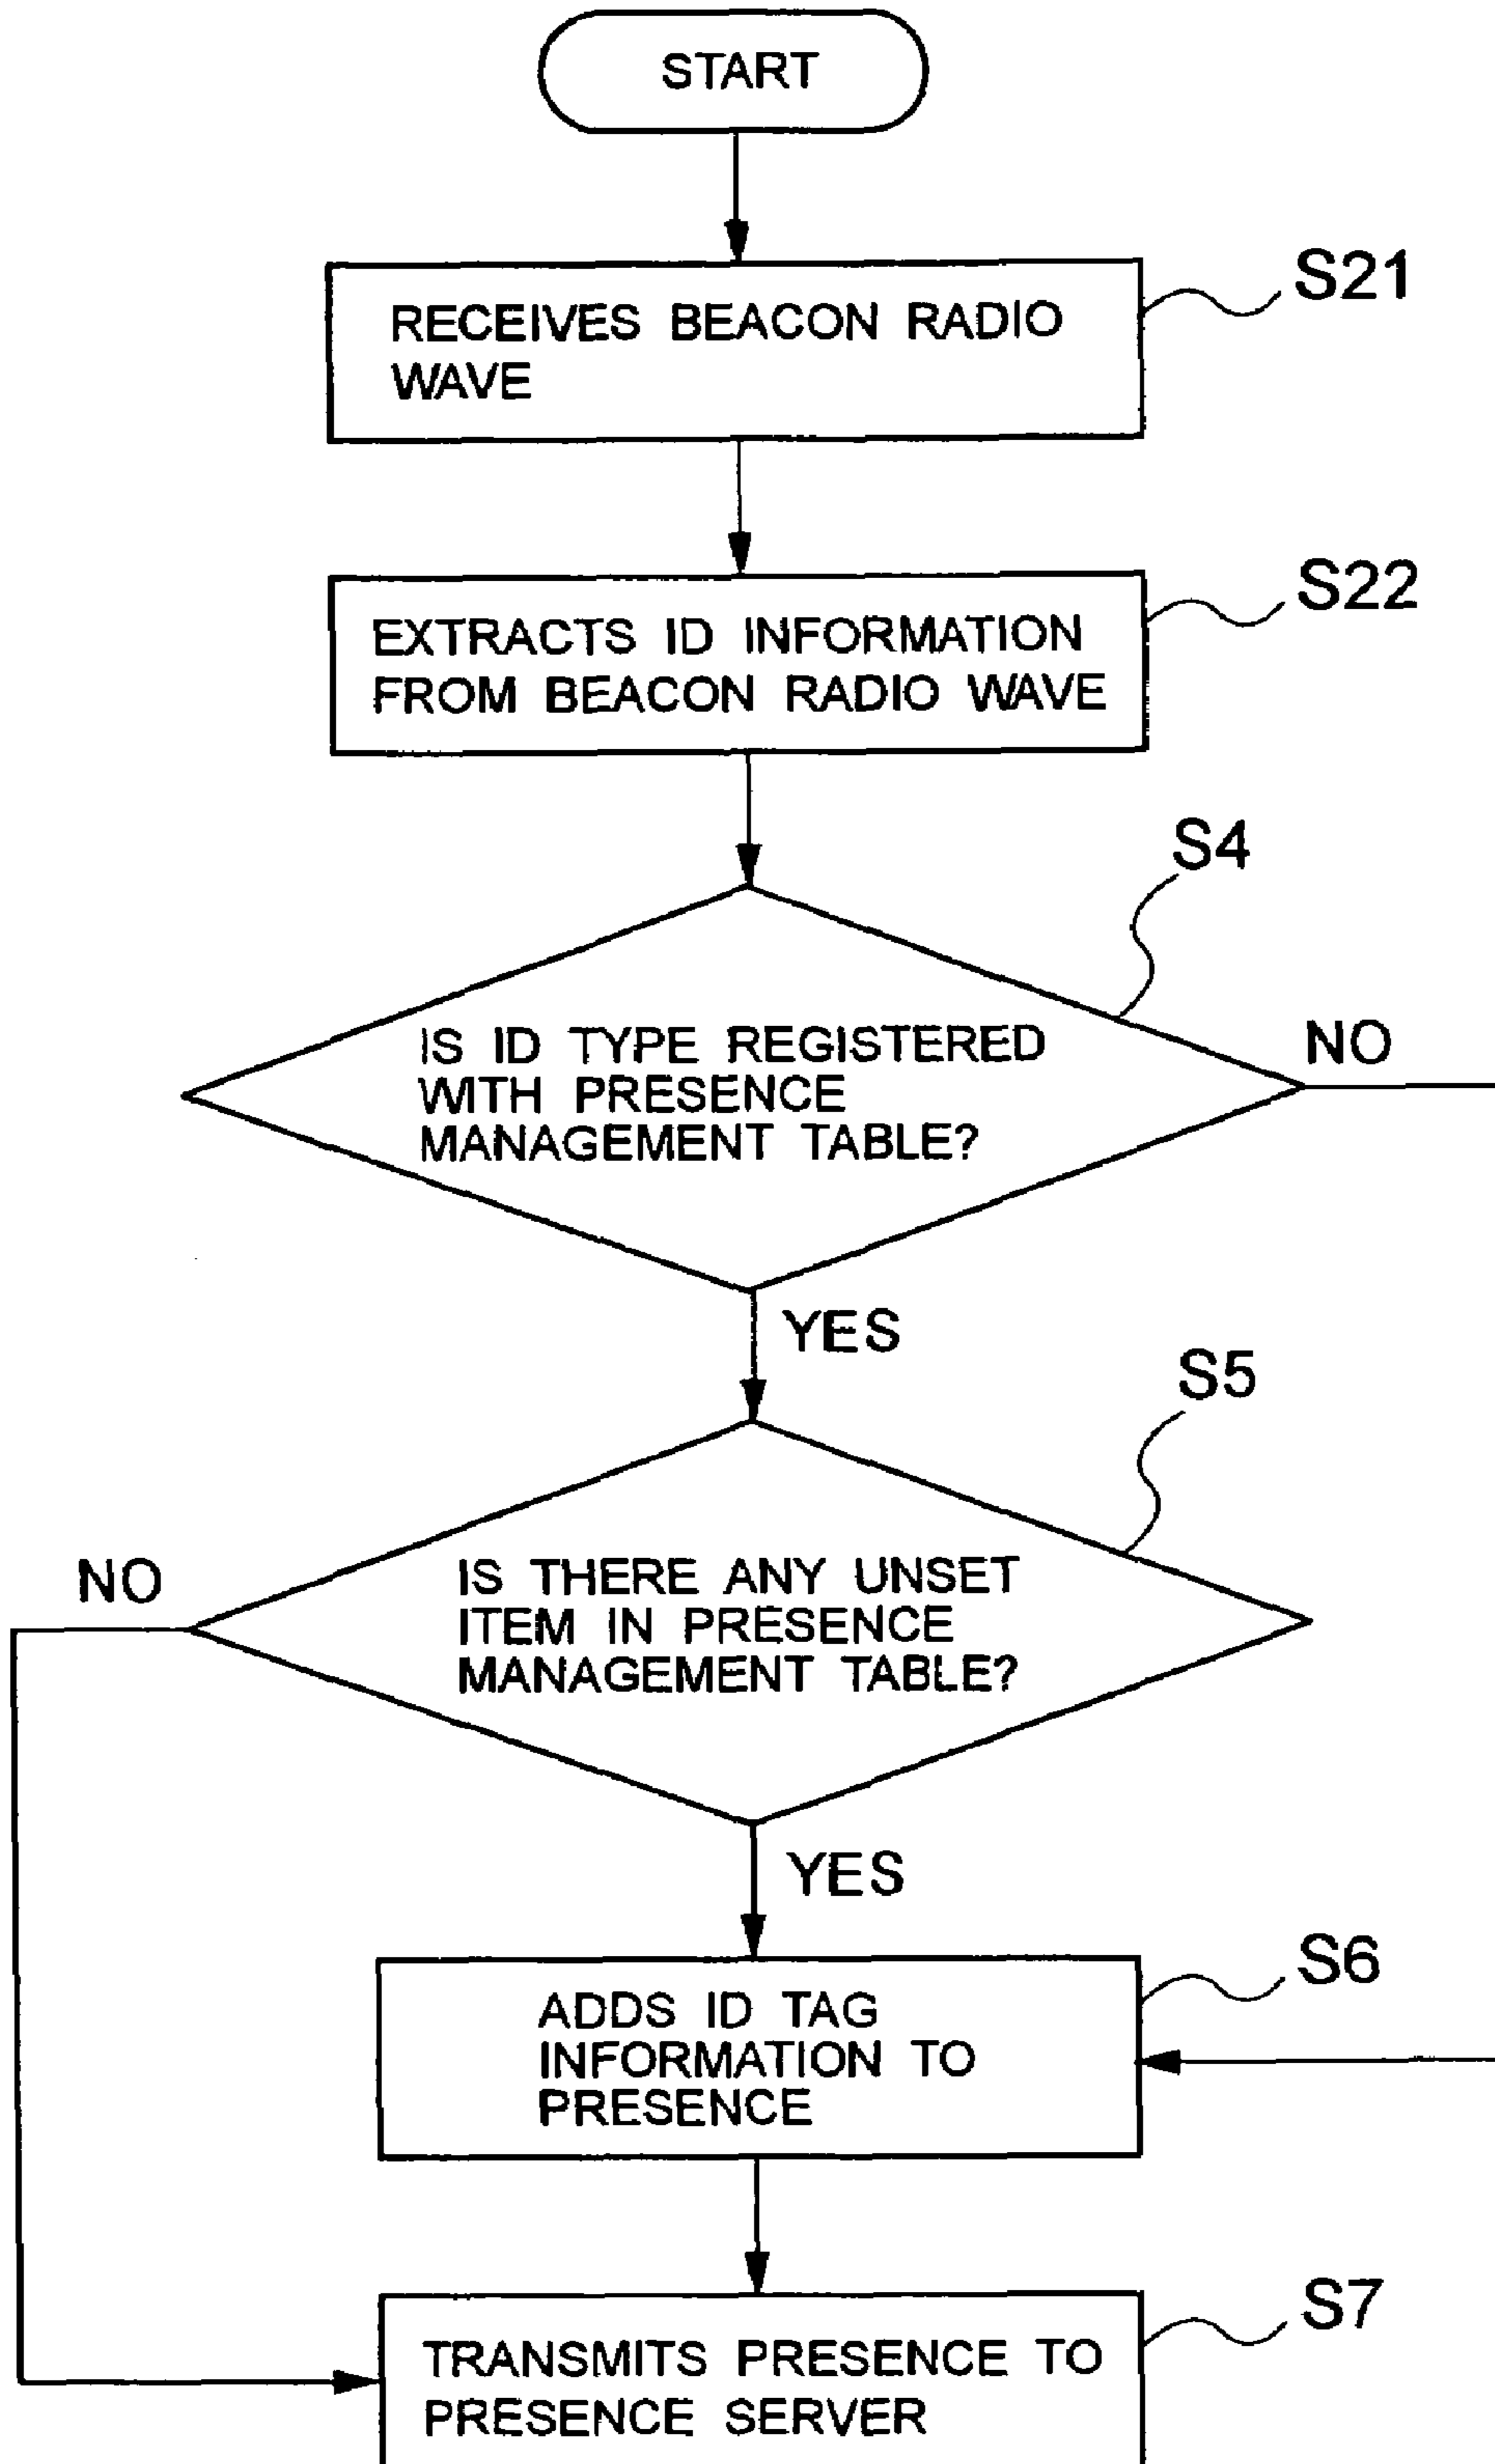 START
S21
RECEIVES BEACON RADIO
WAVE
S22
EXTRACTS ID INFORMATION
FROM BEACON RADIO WAVE
S4
IS ID TYPE REGISTERED
WITH PRESENCE
MANAGEMENT TABLE?
NO
YES
S5
IS THERE ANY UNSET
ITEM IN PRESENCE
MANAGEMENT TABLE?
NO
YES
S6
ADDS ID TAG
INFORMATION TO
PRESENCE
S7
TRANSMITS PRESENCE TO
PRESENCE SERVER